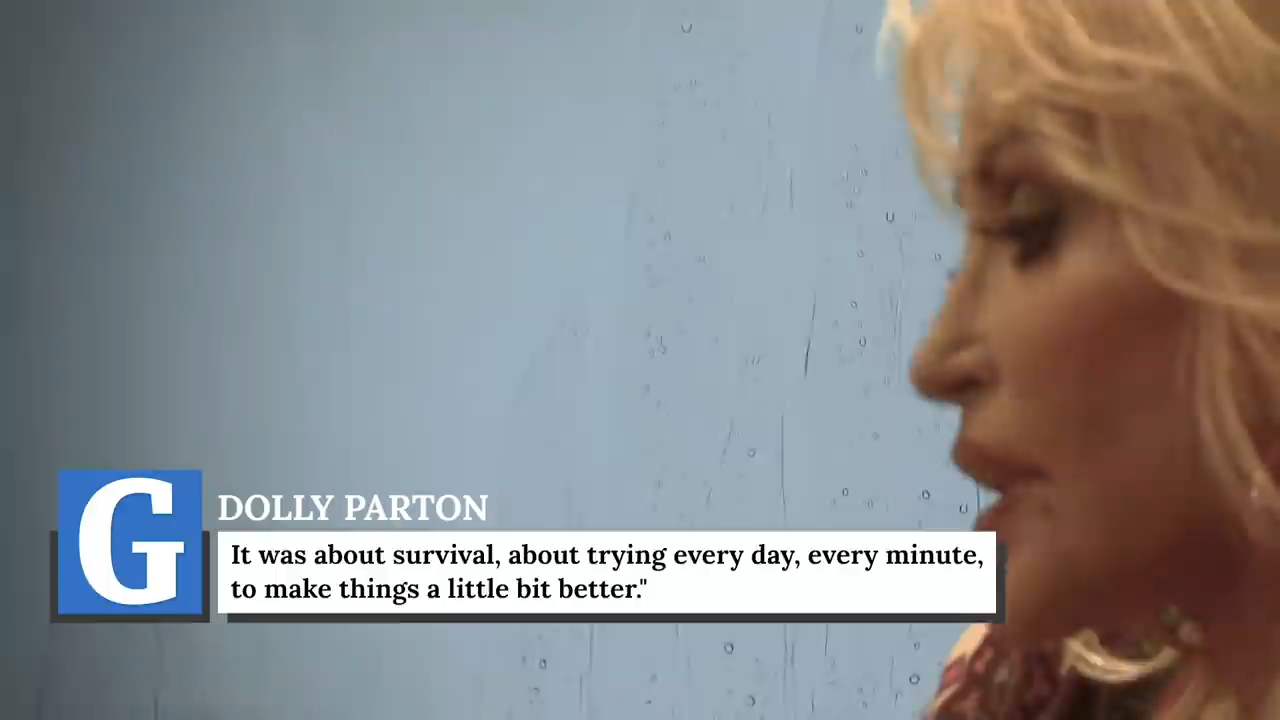 G
DOLLY PARTON
It was about survival, about trying every day, every minute,
to make things a little bit better."